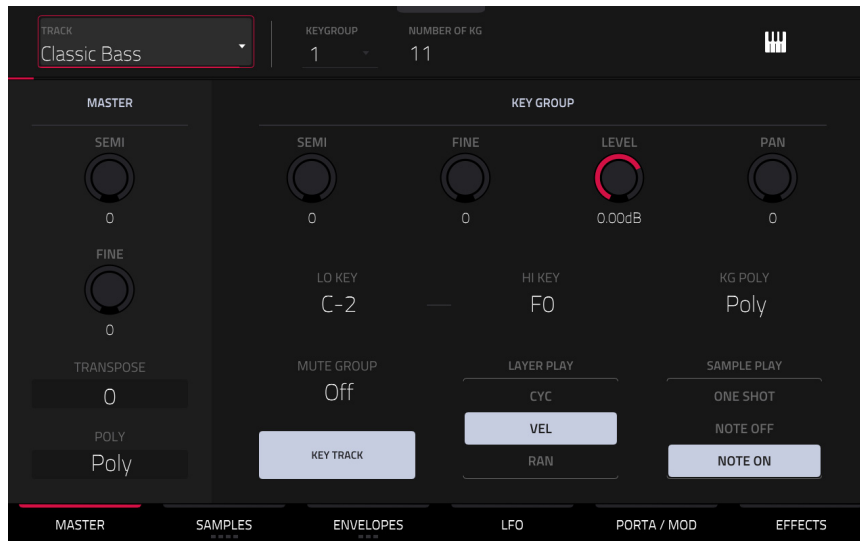 TRACK
Classic Bass
KEYGROUP
1
NUMBER OF KG
11
MASTER
SEMI
0
FINE
0
TRANSPOSE
0
POLY
Poly
KEY GROUP
SEMI FINE LEVEL PAN
0 0 0.00dB 0
LO KEY HI KEY KG POLY
C-2 — F0 Poly
MUTE GROUP
Off
KEY TRACK
LAYER PLAY
CYC
VEL
RAN
SAMPLE PLAY
ONE SHOT
NOTE OFF
NOTE ON
MASTER SAMPLES ENVELOPES LFO PORTA / MOD EFFECTS